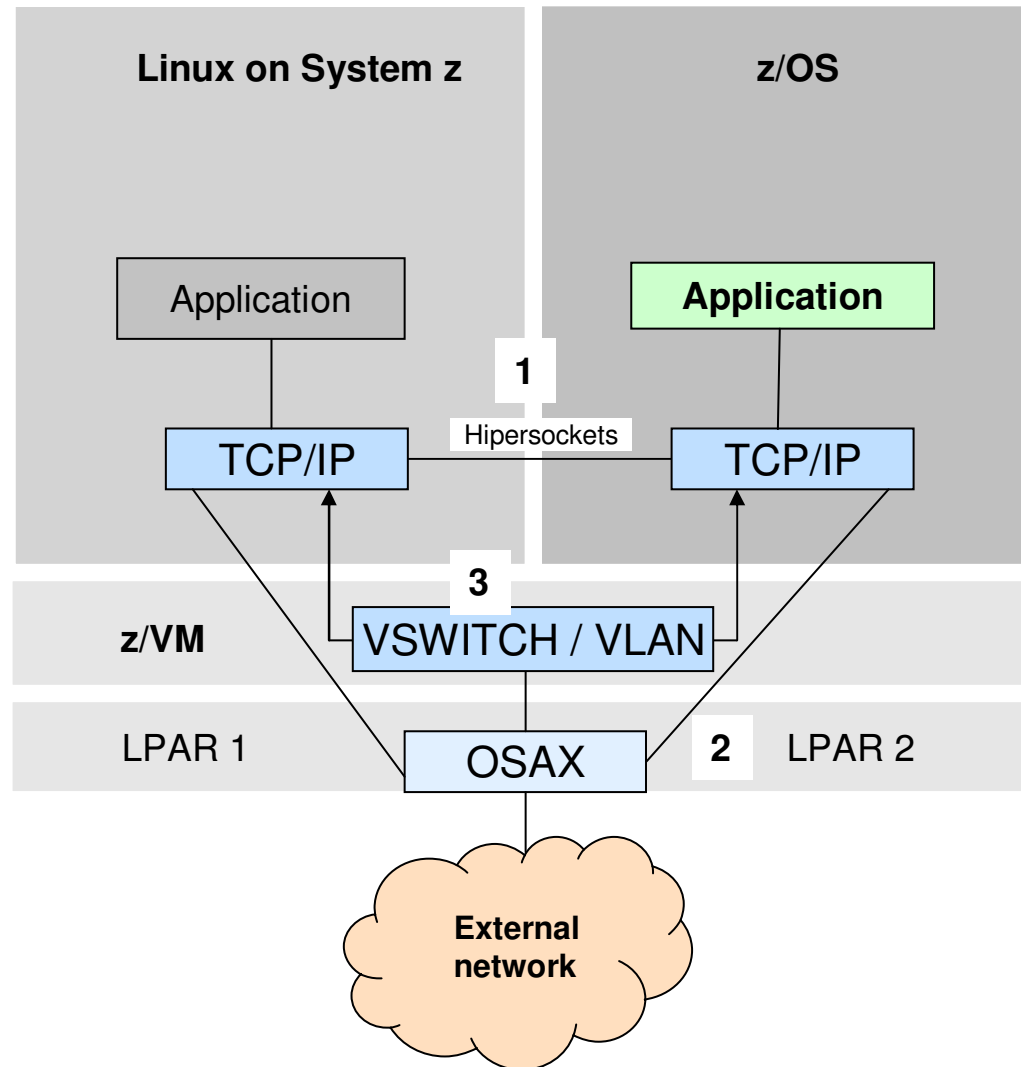 Linux on System z
z/OS
Application
Application
1
Hipersockets
TCP/IP
TCP/IP
3
z/VM
VSWITCH / VLAN
LPAR 1
OSAX
2
LPAR 2
External
network